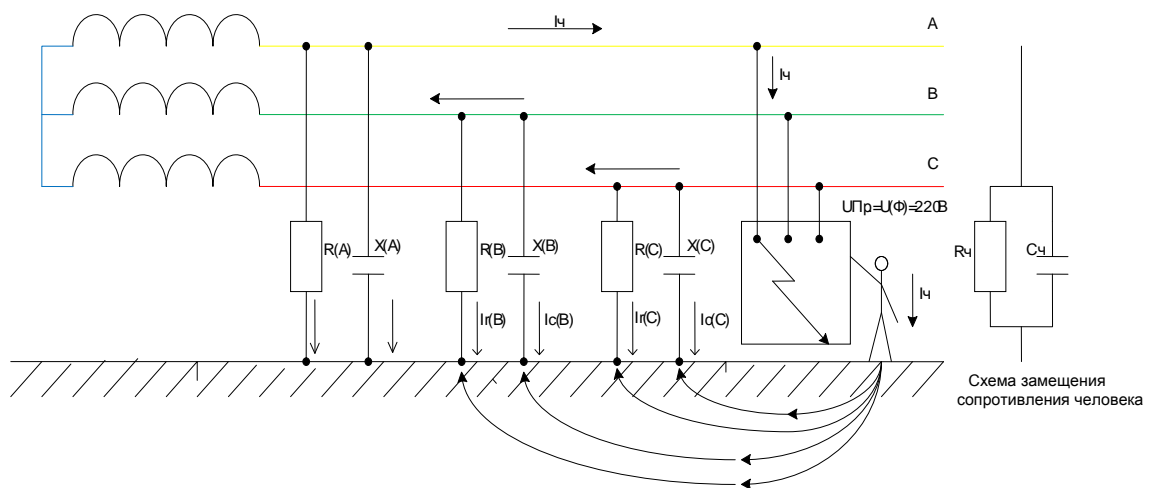 Iч
A
Iч
B
C
UПр=U(Ф)=220В
R(A)
X(A)
R(B)
X(B)
R(C)
X(C)
Rч
Cч
Iч
Ir(B)
Ic(B)
Ir(C)
Ic(C)
Схема замещения
сопротивления человека